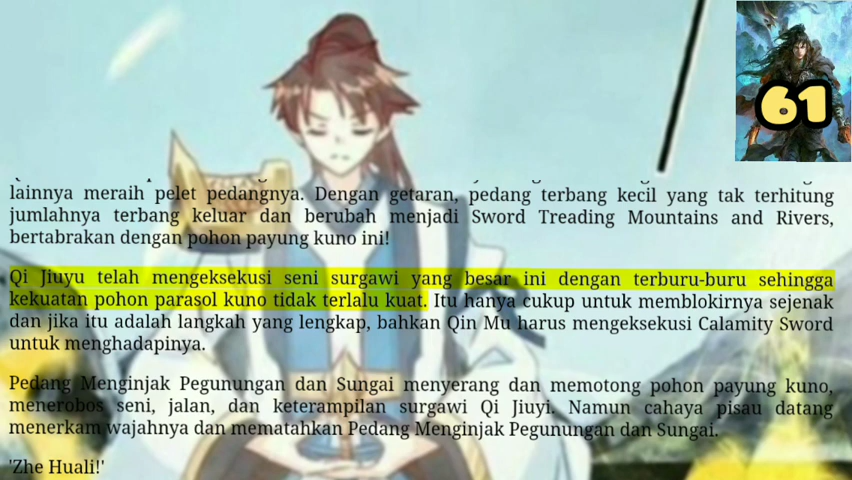 61
lainnya meraih pelet pedangnya. Dengan getaran, pedang terbang kecil yang tak terhitung
jumlahnya terbang keluar dan berubah menjadi Sword Treading Mountains and Rivers,
bertabrakan dengan pohon payung kuno ini!
Qi Jiuyu telah mengeksekusi seni surgawi yang besar ini dengan terburu-buru sehingga
kekuatan pohon parasol kuno tidak terlalu kuat. Itu hanya cukup untuk memblokirnya sejenak
dan jika itu adalah langkah yang lengkap, bahkan Qin Mu harus mengeksekusi Calamity Sword
untuk menghadapinya.
Pedang Menginjak Pegunungan dan Sungai menyerang dan memotong pohon payung kuno,
menerobos seni, jalan, dan keterampilan surgawi Qi Jiuyi. Namun cahaya pisau datang
menerkam wajahnya dan mematahkan Pedang Menginjak Pegunungan dan Sungai.
'Zhe Huali!'